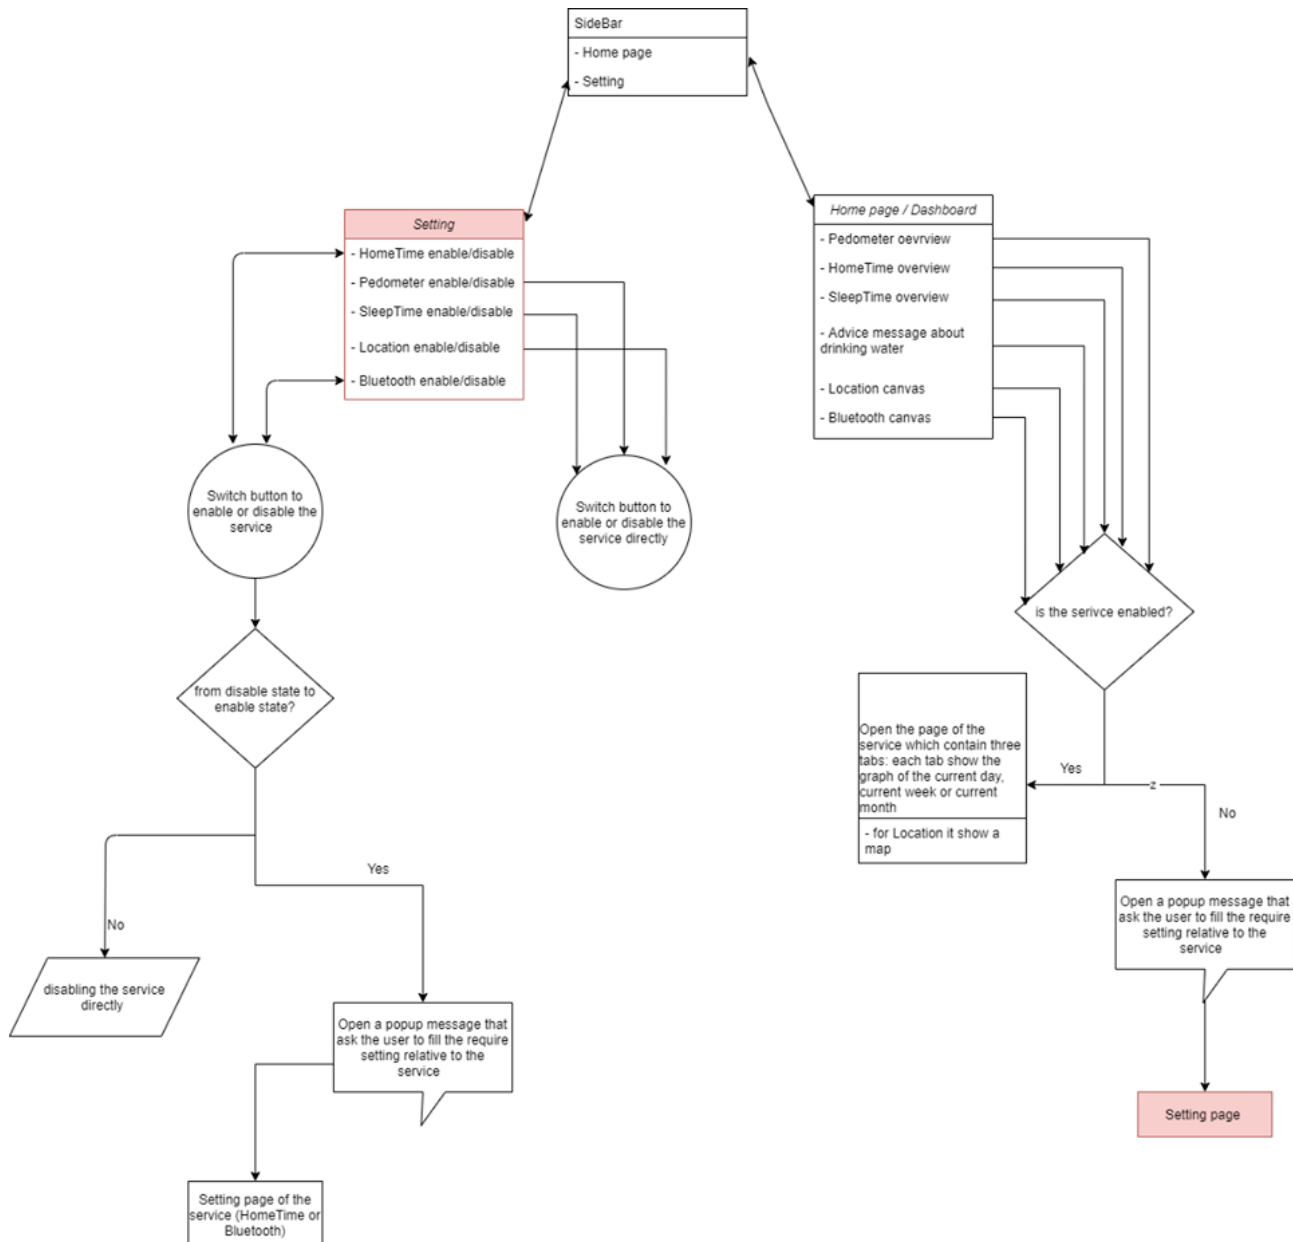 SideBar
- Home page
- Setting
Setting
- HomeTime enable/disable
- Pedometer enable/disable
- SleepTime enable/disable
- Location enable/disable
- Bluetooth enable/disable
Home page / Dashboard
- Pedometer oevrview
- HomeTime overview
- SleepTime overview
- Advice message about
drinking water
- Location canvas
- Bluetooth canvas
Switch button to
enable or disable the
service
Switch button to
enable or disable the
service directly
is the serivce enabled?
from disable state to
enable state?
Open the page of the
service which contain three
tabs: each tab show the
graph of the current day,
current week or current
month
- for Location it show a
map
Yes
z
No
Yes
No
Open a popup message that
ask the user to fill the require
setting relative to the
service
disabling the service
directly
Open a popup message that
ask the user to fill the require
setting relative to the
service
Setting page
Setting page of the
service (HomeTime or
Bluetooth)